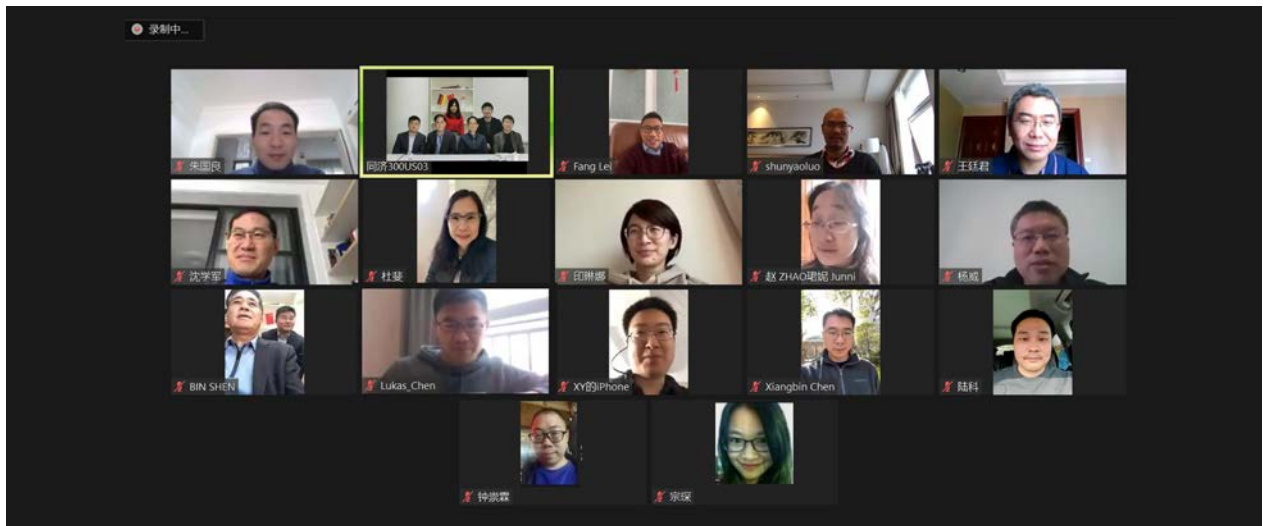 录制中...
朱国良
同济300US03
Fang Lei
shunyaoluo
王廷君
沈学军
杜斐
印姗娜
赵 ZHAO珺妮 Junni
杨威
BIN SHEN
Lukas_Chen
XY的iPhone
Xiangbin Chen
陆科
钟崇霖
宗琛